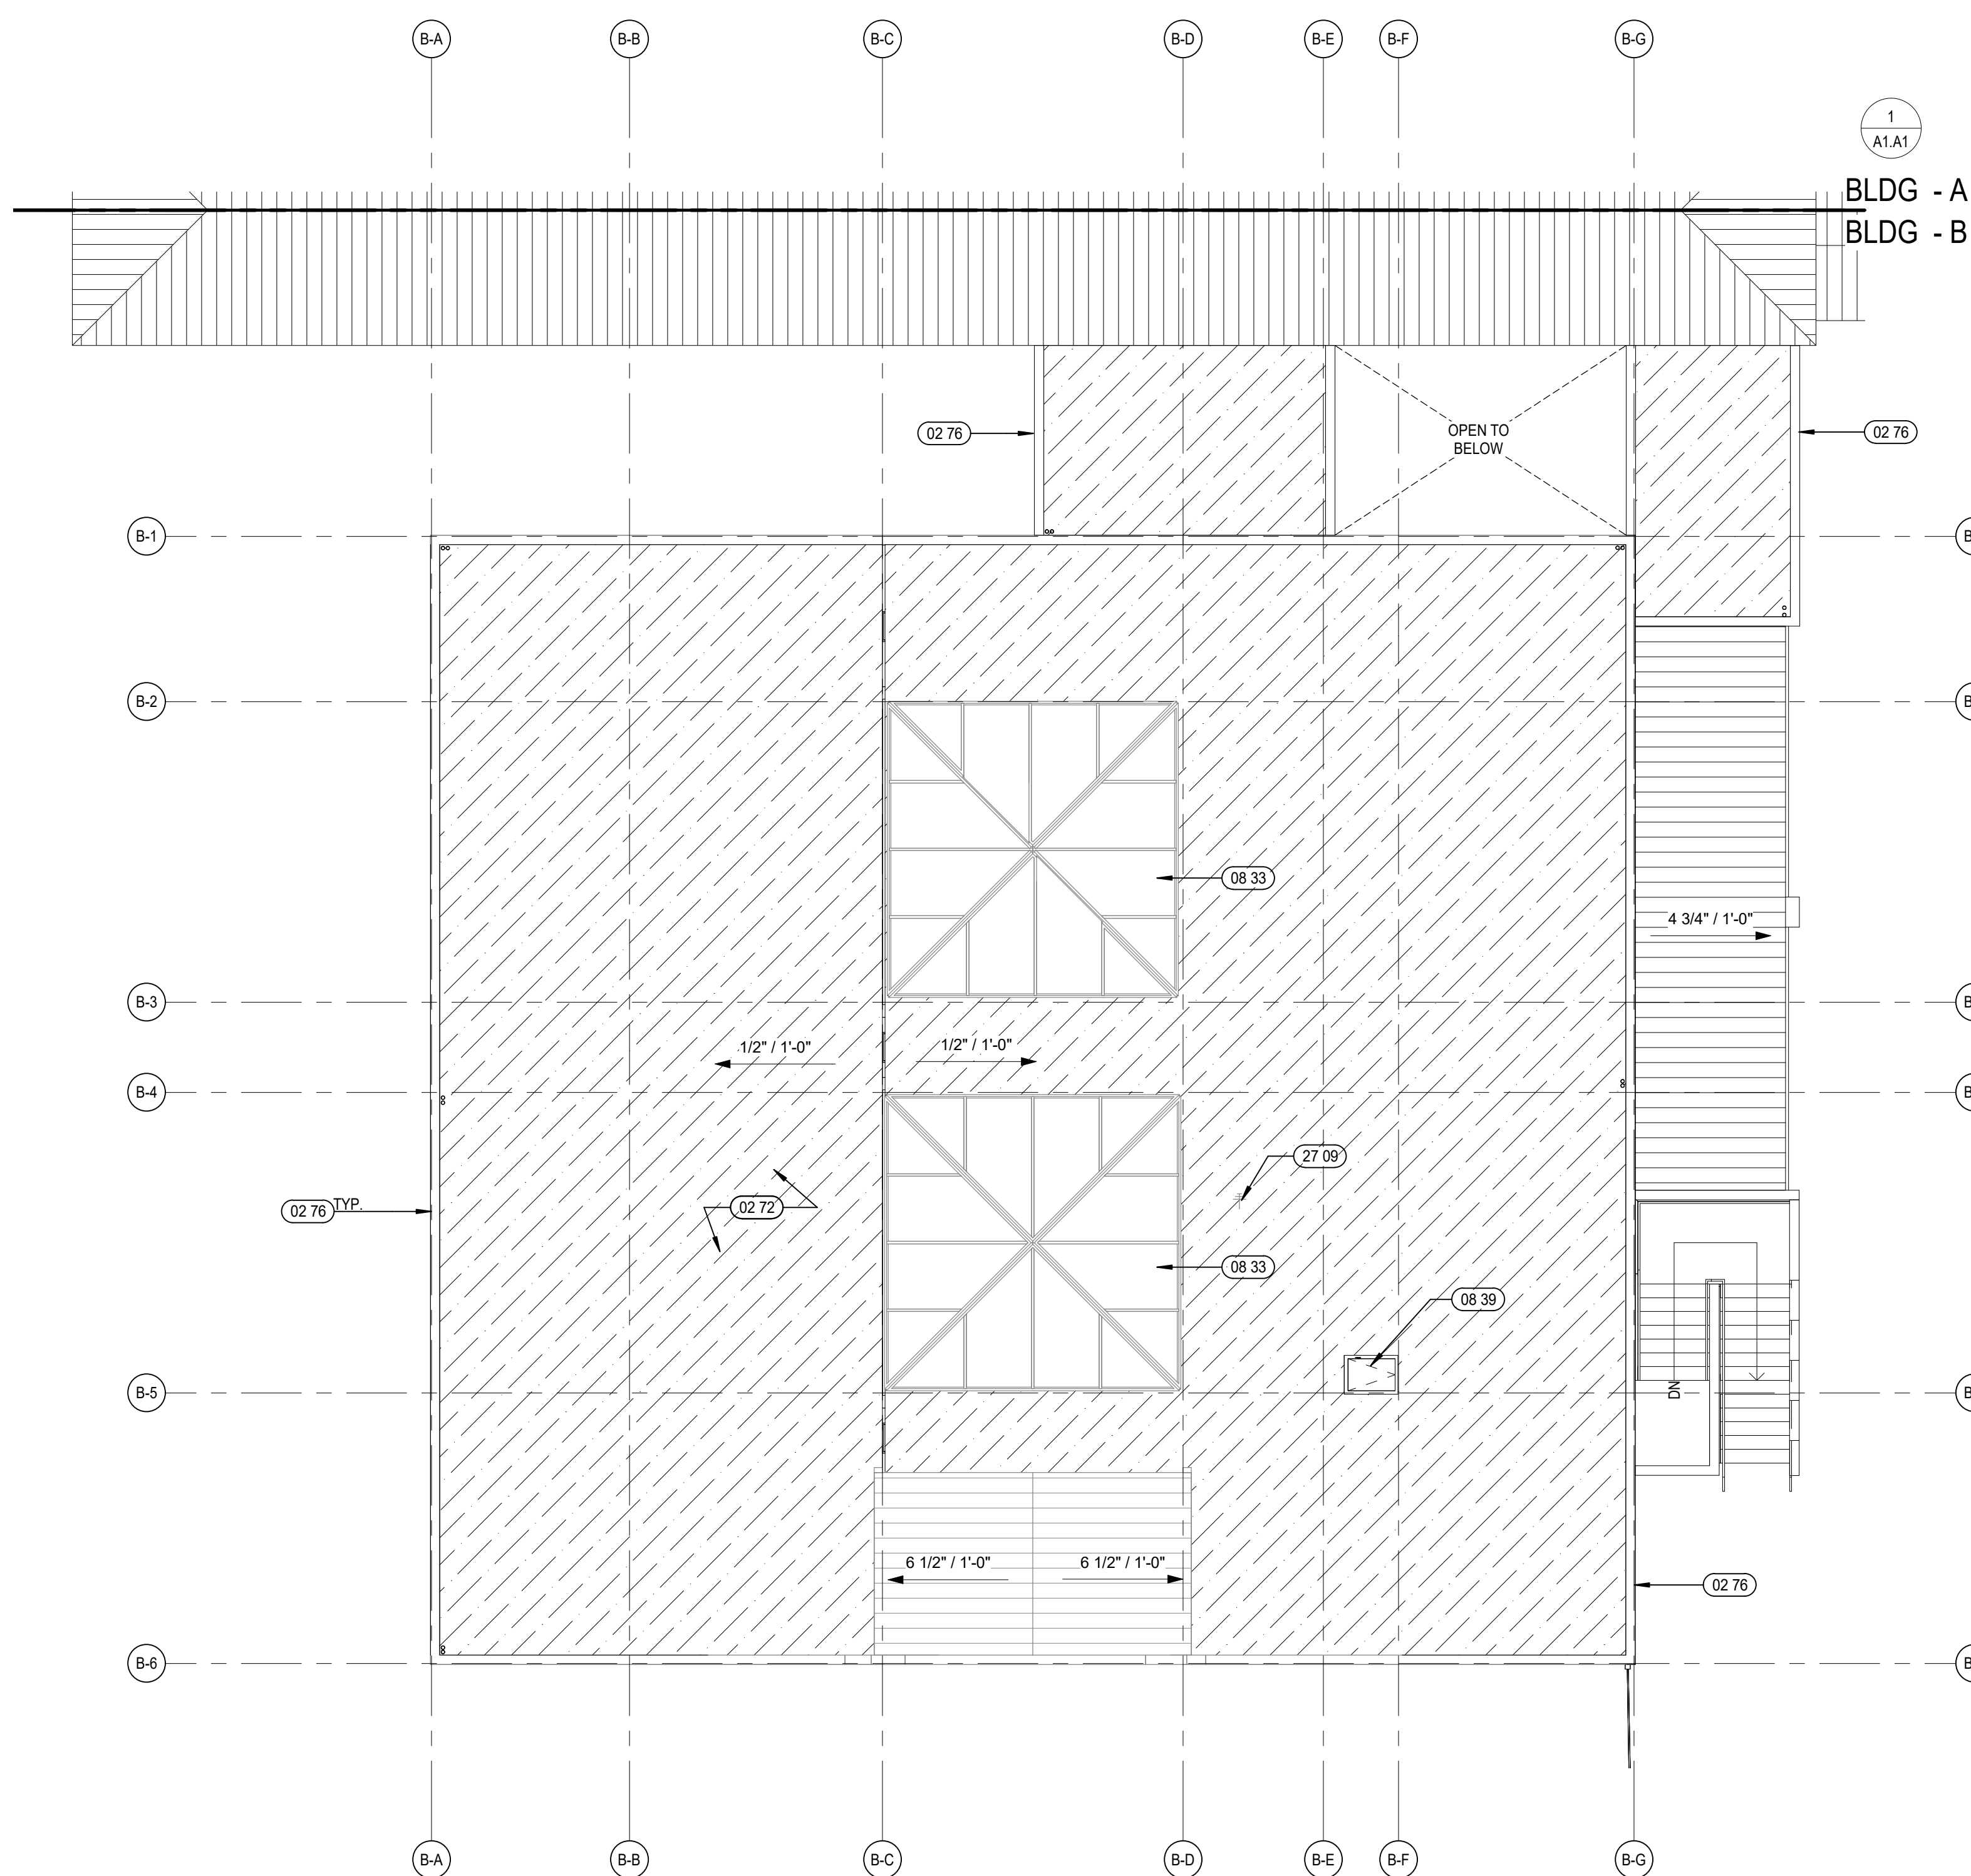 B-A B-B B-C B-D B-E B-F B-G
1
A1.A1
BLDG - A
BLDG - B
02 76
OPEN TO
BELOW
02 76
B-1
B-2
08 33
4 3/4" / 1'-0"
B-3
1/2" / 1'-0" 1/2" / 1'-0"
B-4
27 09
02 76 TYP.
02 72
08 33
08 39
DN
B-5
6 1/2" / 1'-0" 6 1/2" / 1'-0"
02 76
B-6
B-A B-B B-C B-D B-E B-F B-G